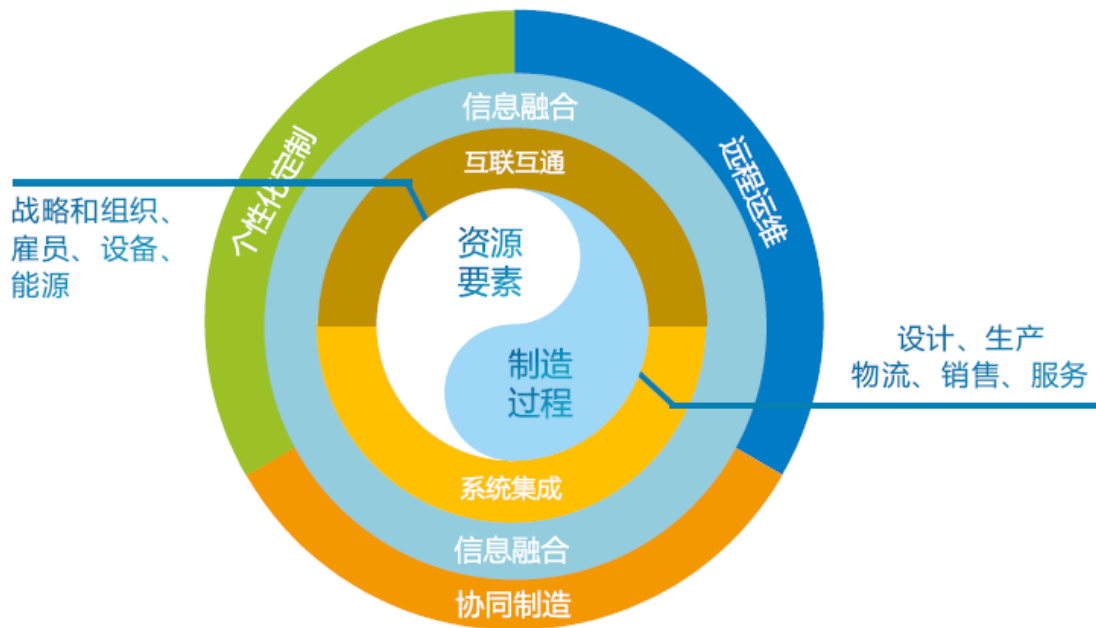 信息融合
互联互通
个性化定制
远程运维
战略和组织、
雇员、设备、
能源
资源
要素
制造
过程
设计、生产
物流、销售、服务
系统集成
信息融合
协同制造